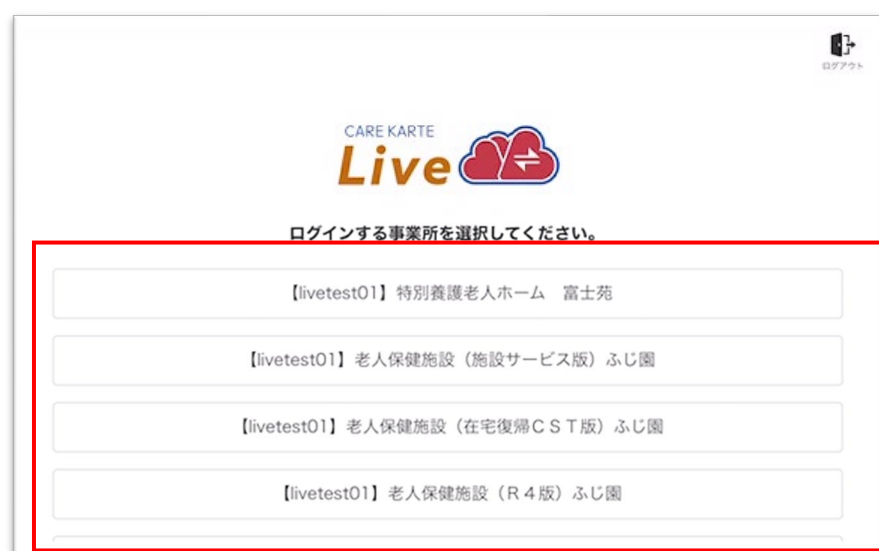 ログアウト
CARE KARTE
Live
ログインする事業所を選択してください。
【livetest01】特別養護老人ホーム　富士苑
【livetest01】老人保健施設（施設サービス版）ふじ園
【livetest01】老人保健施設（在宅復帰ＣＳＴ版）ふじ園
【livetest01】老人保健施設（Ｒ４版）ふじ園